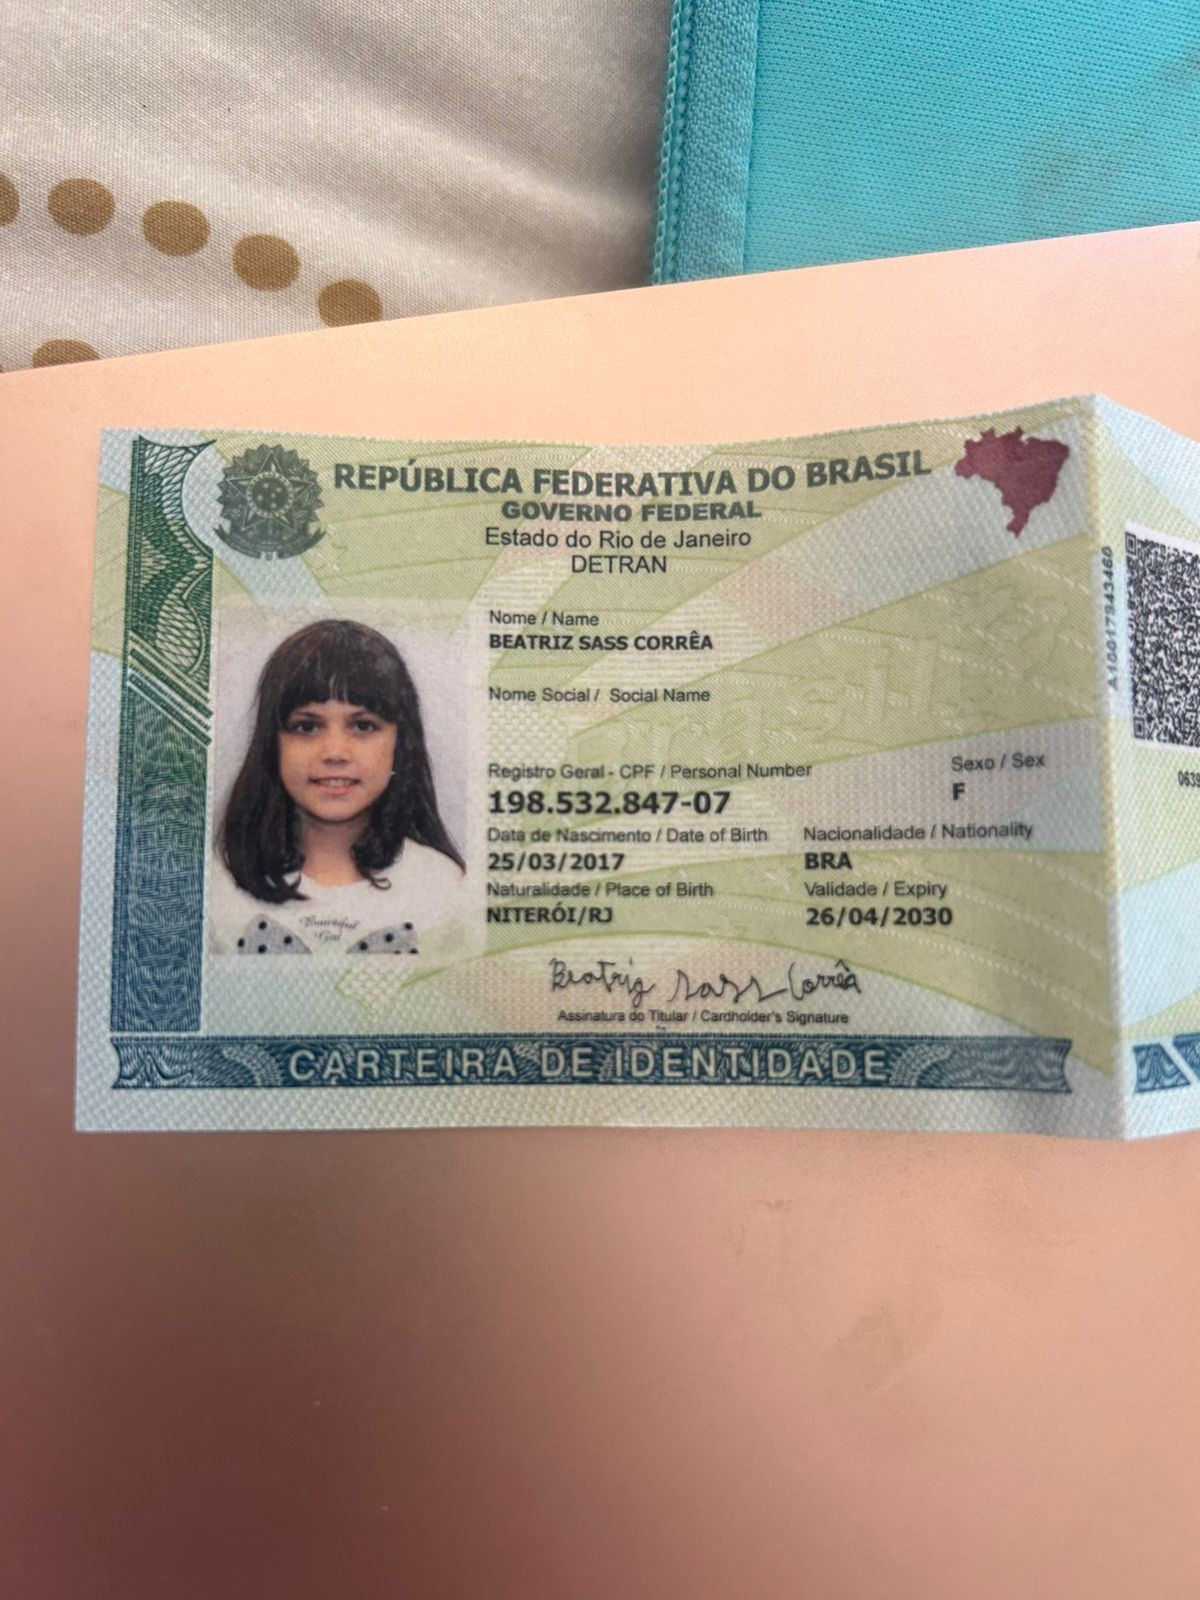 REPÚBLICA FEDERATIVA DO BRASIL
GOVERNO FEDERAL
Estado do Rio de Janeiro
DETRAN
Nome / Name
BEATRIZ SASS CORRÊA
Nome Social / Social Name
Registro Geral - CPF / Personal Number
Sexo / Sex
198.532.847-07
F
Data de Nascimento / Date of Birth
Nacionalidade / Nationality
25/03/2017
BRA
Naturalidade / Place of Birth
Validade / Expiry
NITERÓI/RJ
26/04/2030
Beatriz Sass Corrêa
Assinatura do Titular / Cardholder's Signature
CARTEIRA DE IDENTIDADE
0639